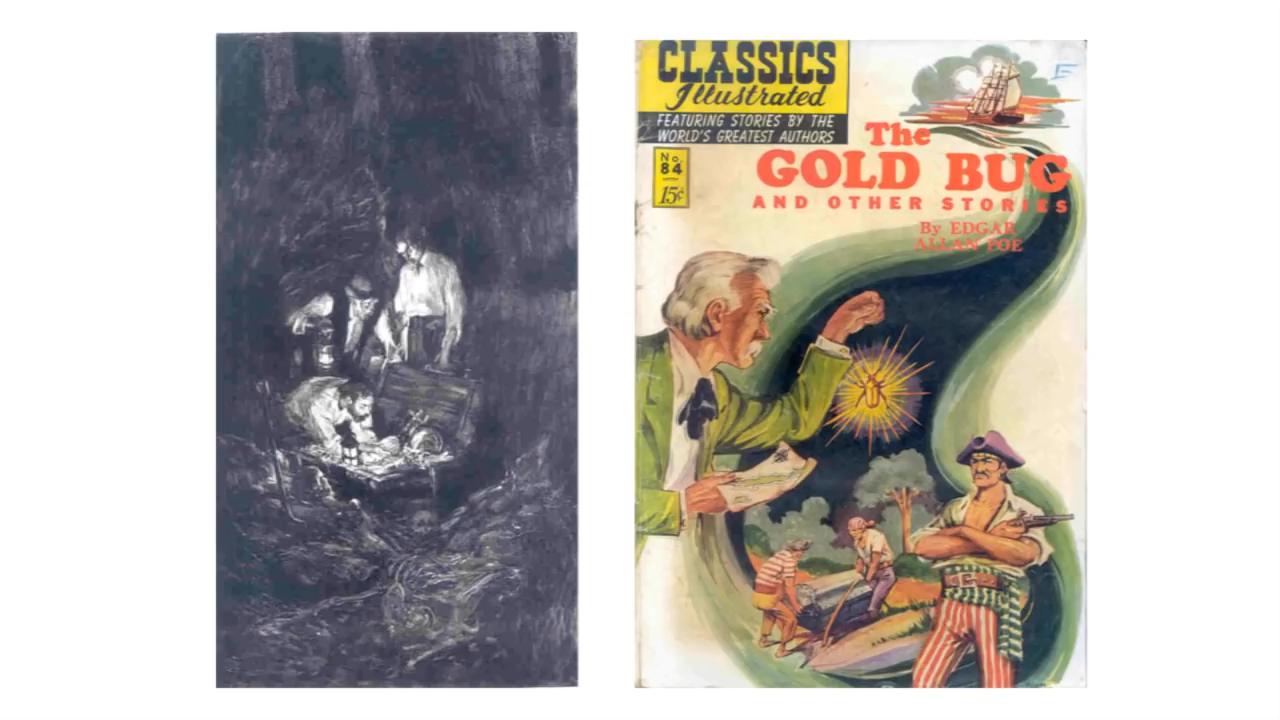 CLASSICS
Illustrated
FEATURING STORIES BY THE
WORLD'S GREATEST AUTHORS
No.
84
15¢
The
GOLD BUG
AND OTHER STORIES
By EDGAR
ALLAN POE